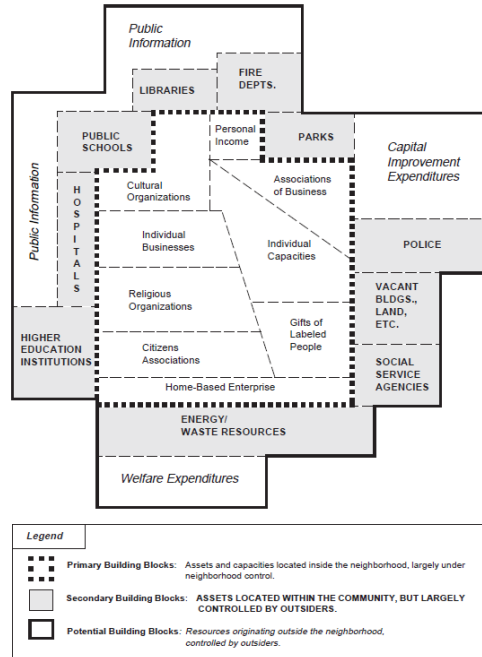 Public
Information
LIBRARIES
FIRE
DEPTS.
PUBLIC
SCHOOLS
Personal
Income
PARKS
Capital
Improvement
Expenditures
Public Information
HOSPITALS
Cultural
Organizations
Associations
of Business
Individual
Businesses
Individual
Capacities
POLICE
Religious
Organizations
VACANT
BLDGS.,
LAND,
ETC.
HIGHER
EDUCATION
INSTITUTIONS
Citizens
Associations
Gifts of
Labeled
People
SOCIAL
SERVICE
AGENCIES
Home-Based Enterprise
ENERGY/
WASTE RESOURCES
Welfare Expenditures
Legend
Primary Building Blocks: Assets and capacities located inside the neighborhood, largely under
neighborhood control.
Secondary Building Blocks: ASSETS LOCATED WITHIN THE COMMUNITY, BUT LARGELY
CONTROLLED BY OUTSIDERS.
Potential Building Blocks: Resources originating outside the neighborhood,
controlled by outsiders.